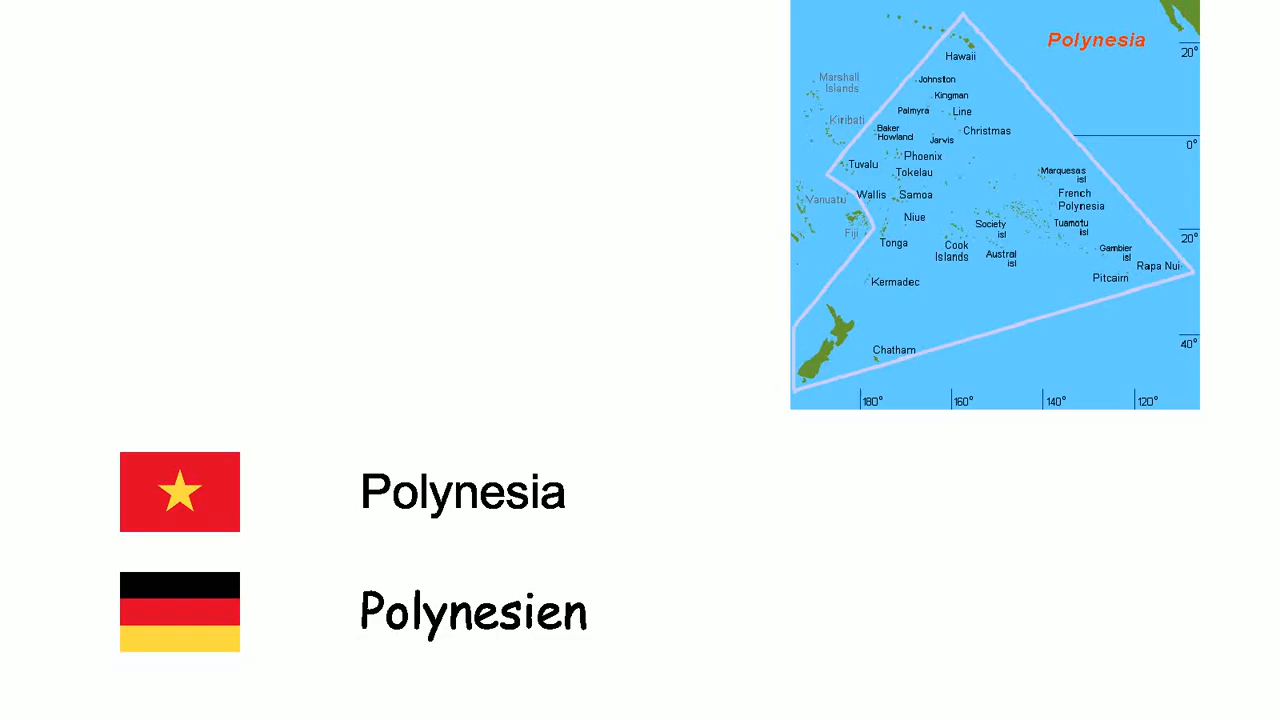 Polynesia
20°
Hawaii
Marshall
Islands
Johnston
Kingman
Palmyra
Line
Kiribati
Baker
Howland
Christmas
Jarvis
0°
Phoenix
Tuvalu
Tokelau
Marquesas
isl
Vanuatu
Wallis
Samoa
French
Polynesia
Niue
Society
isl
Tuamotu
isl
Fiji
Tonga
Cook
Islands
Austral
isl
20°
Gambier
isl
Rapa Nui
Pitcairn
Kermadec
40°
Chatham
180°
160°
140°
120°
Polynesia
Polynesien